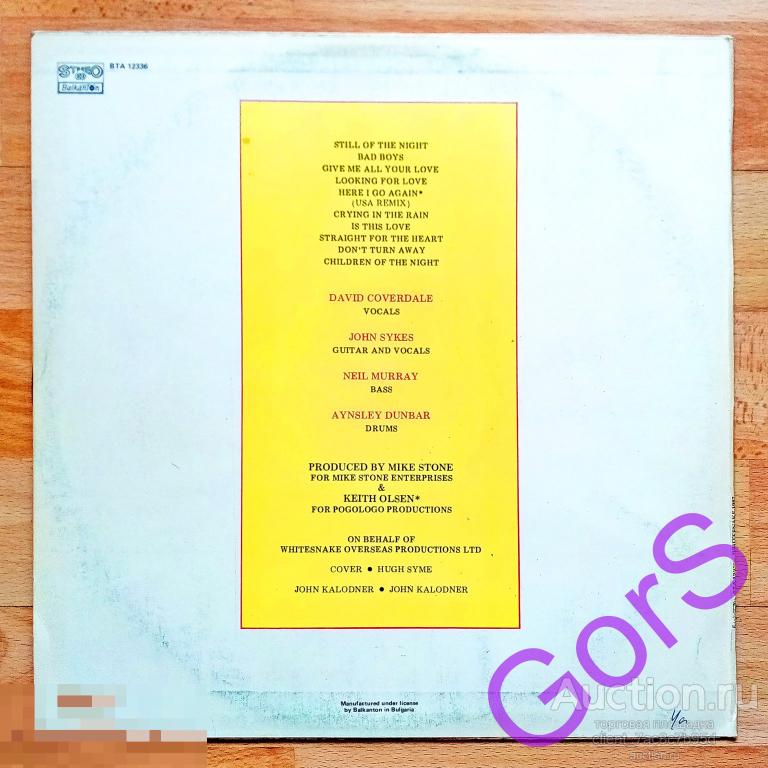 STEREO
BTA 12336
Balkanton
STILL OF THE NIGHT
BAD BOYS
GIVE ME ALL YOUR LOVE
LOOKING FOR LOVE
HERE I GO AGAIN*
(USA REMIX)
CRYING IN THE RAIN
IS THIS LOVE
STRAIGHT FOR THE HEART
DON'T TURN AWAY
CHILDREN OF THE NIGHT
DAVID COVERDALE
VOCALS
JOHN SYKES
GUITAR AND VOCALS
NEIL MURRAY
BASS
AYNSLEY DUNBAR
DRUMS
PRODUCED BY MIKE STONE
FOR MIKE STONE ENTERPRISES
&
KEITH OLSEN*
FOR POGOLOGO PRODUCTIONS
ON BEHALF OF
WHITESNAKE OVERSEAS PRODUCTIONS LTD
COVER ● HUGH SYME
JOHN KALODNER ● JOHN KALODNER
Manufactured under license
by Balkanton in Bulgaria
GorS
Auction.ru
торговая площадка